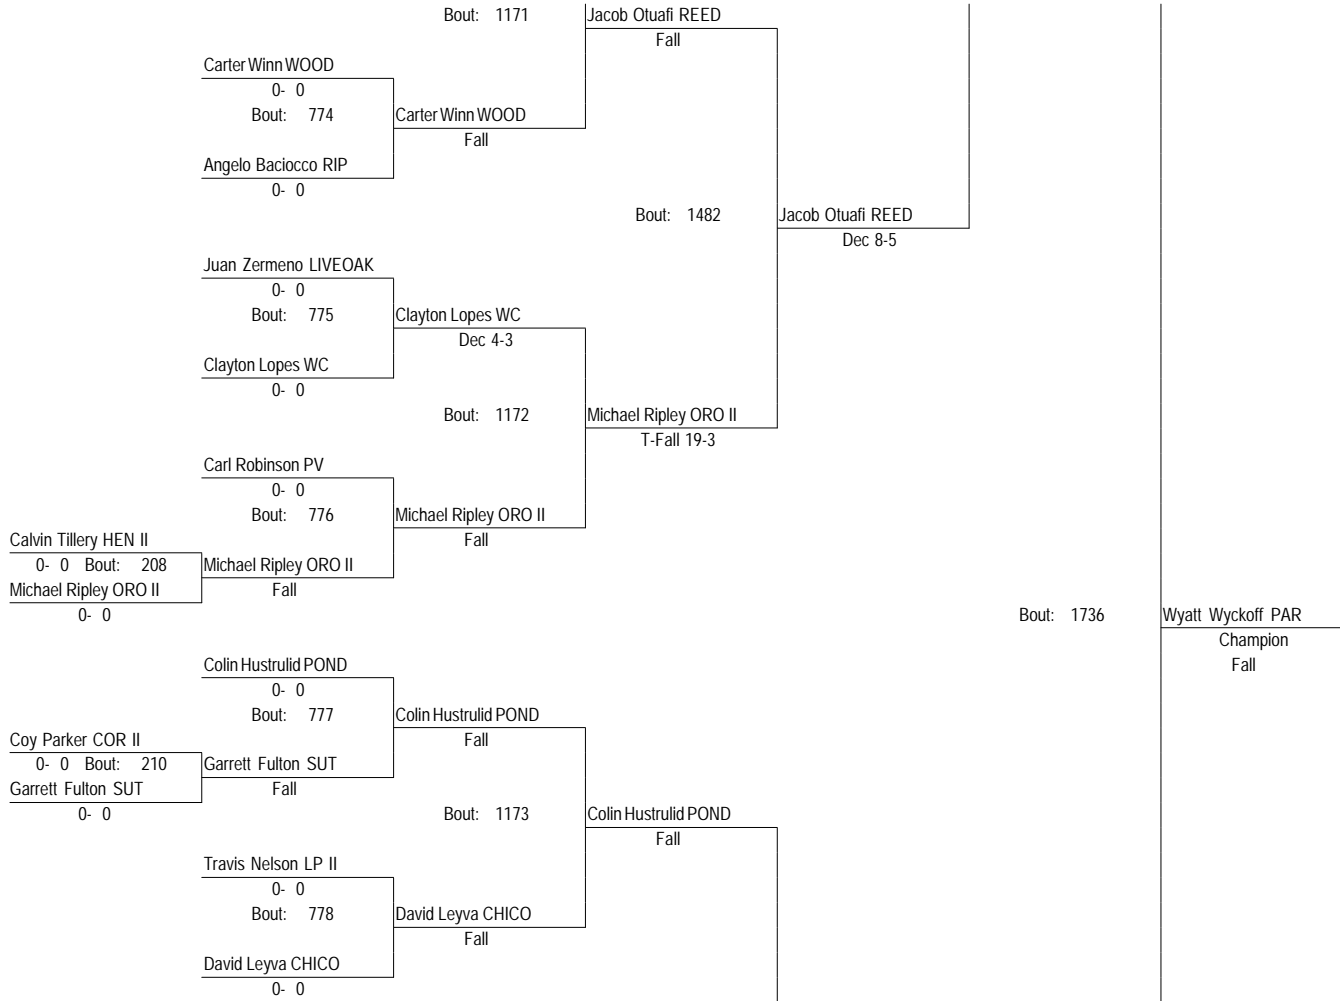 Bout: 1171 Jacob Otuafi REED
Fall
Carter Winn WOOD
0- 0
Bout: 774 Carter Winn WOOD
Fall
Angelo Baciocco RIP
0- 0
Bout: 1482 Jacob Otuafi REED
Dec 8-5
Juan Zermeno LIVEOAK
0- 0
Bout: 775 Clayton Lopes WC
Dec 4-3
Clayton Lopes WC
0- 0
Bout: 1172 Michael Ripley ORO II
T-Fall 19-3
Carl Robinson PV
0- 0
Bout: 776 Michael Ripley ORO II
Fall
Calvin Tillery HEN II
0- 0 Bout: 208 Michael Ripley ORO II
Michael Ripley ORO II Fall
0- 0
Bout: 1736 Wyatt Wyckoff PAR
Champion
Fall
Colin Hustrulid POND
0- 0
Bout: 777 Colin Hustrulid POND
Fall
Coy Parker COR II
0- 0 Bout: 210 Garrett Fulton SUT
Garrett Fulton SUT Fall
0- 0
Bout: 1173 Colin Hustrulid POND
Fall
Travis Nelson LP II
0- 0
Bout: 778 David Leyva CHICO
Fall
David Leyva CHICO
0- 0